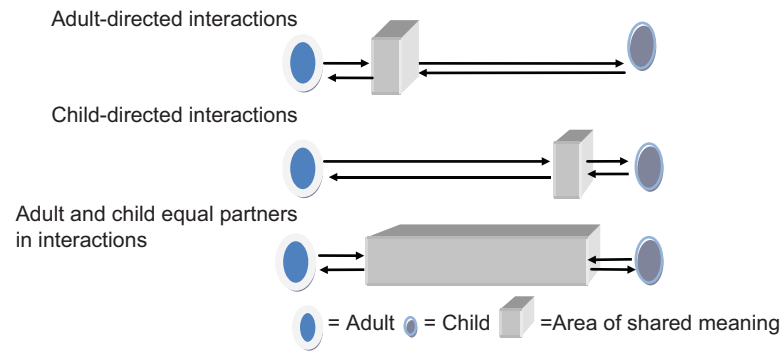 Adult-directed interactions
Child-directed interactions
Adult and child equal partners
in interactions
= Adult = Child =Area of shared meaning